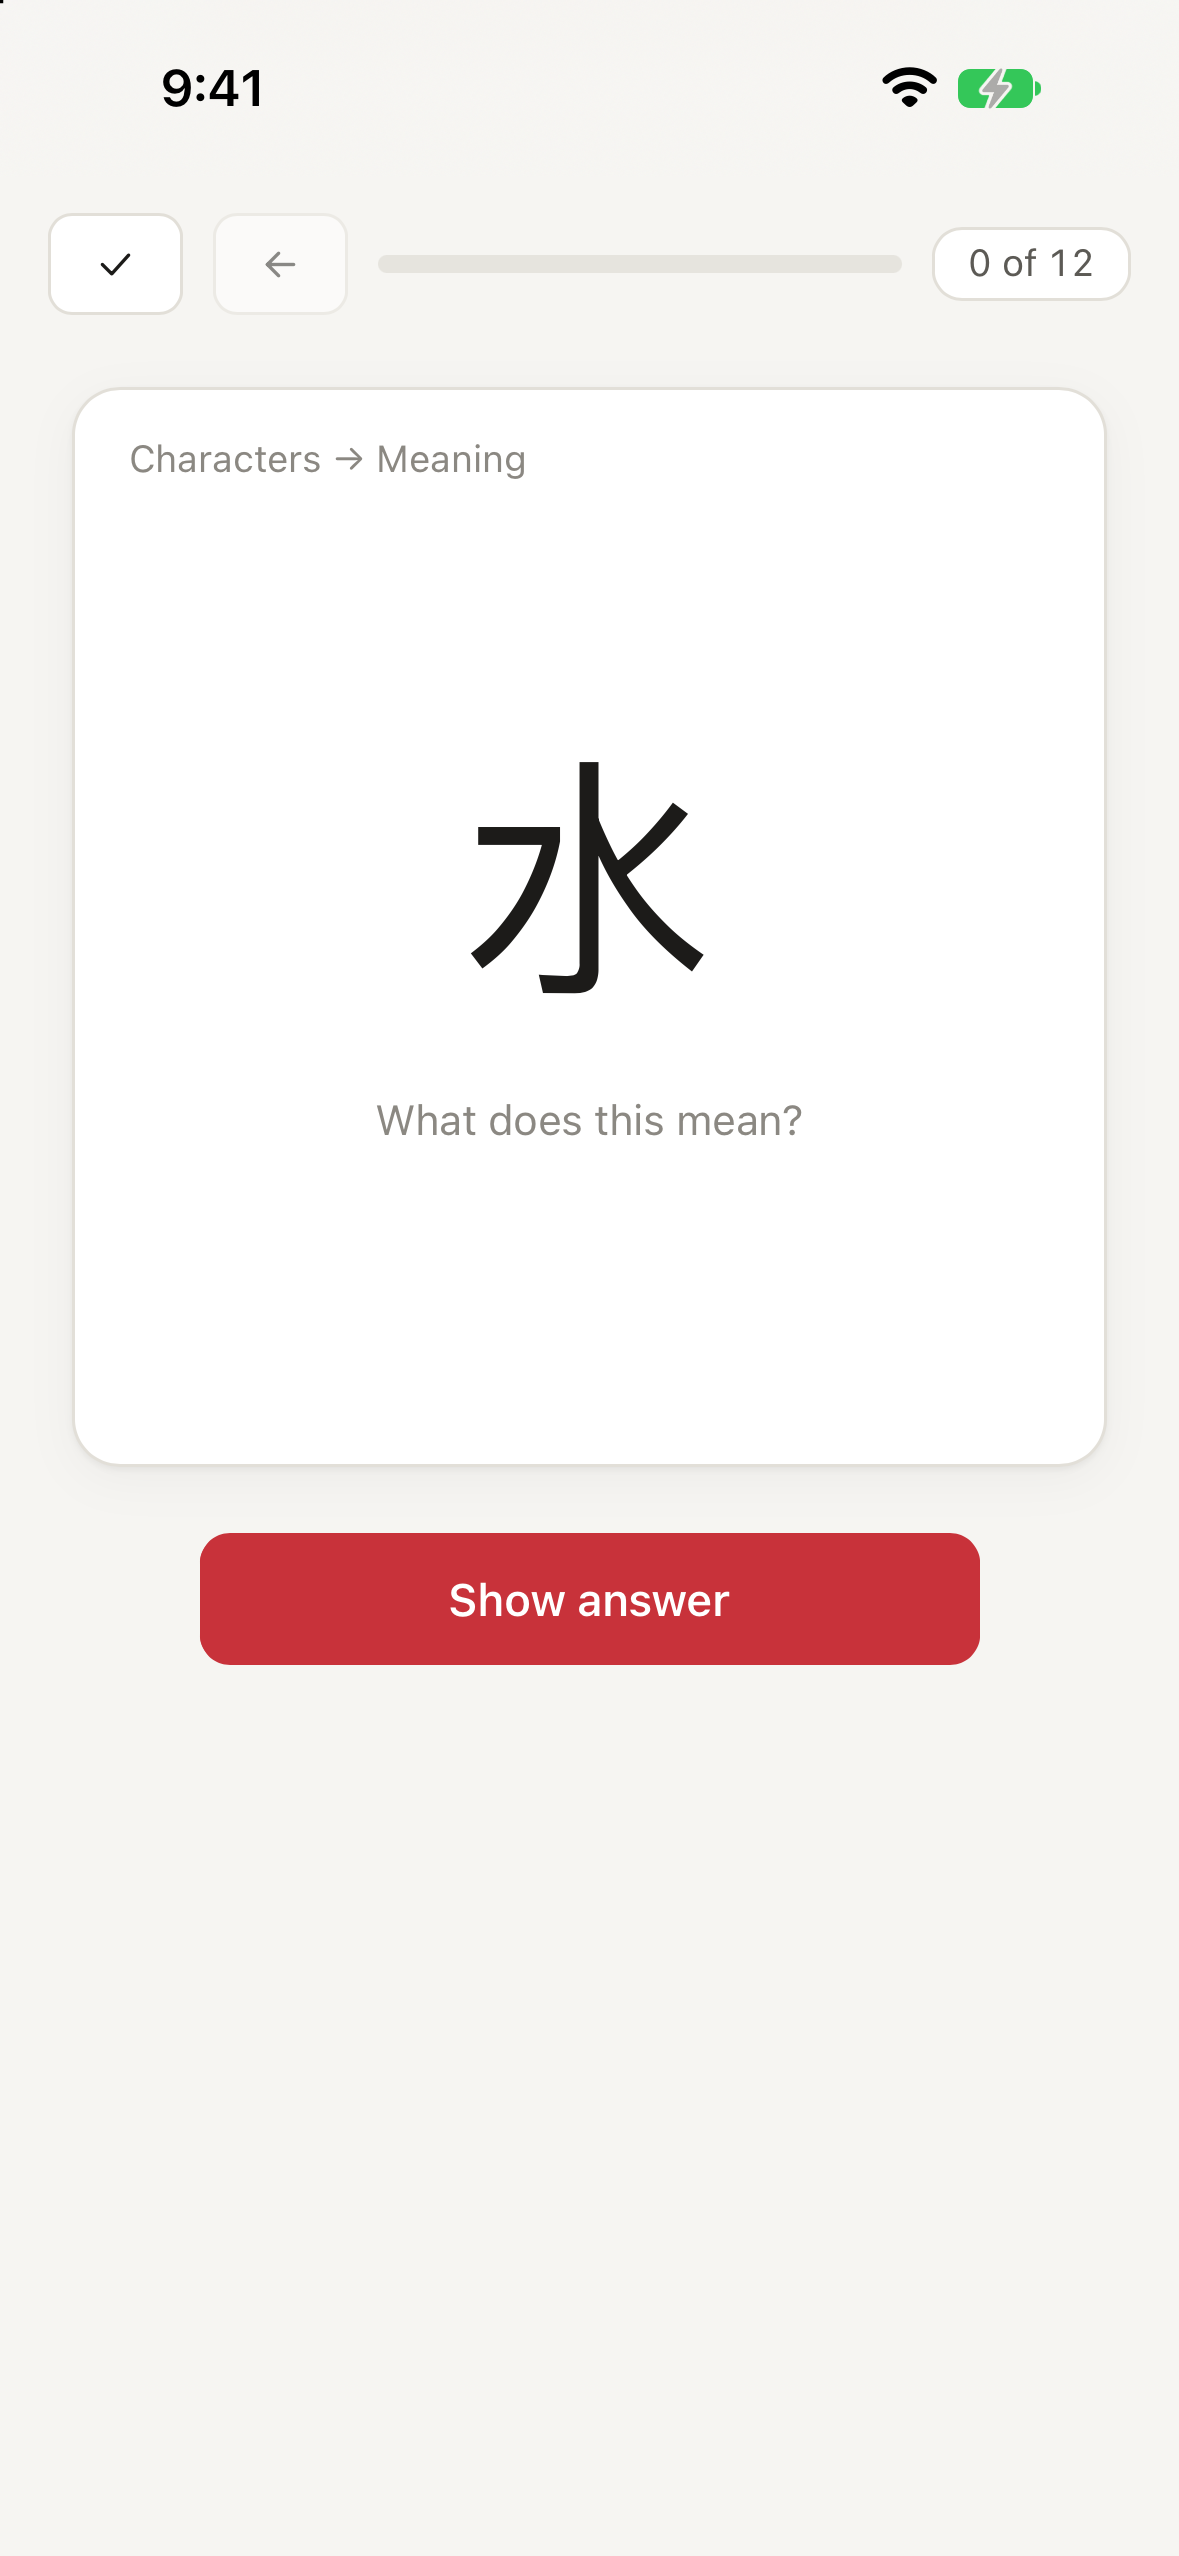 9:41
0 of 12
Characters → Meaning
水
What does this mean?
Show answer